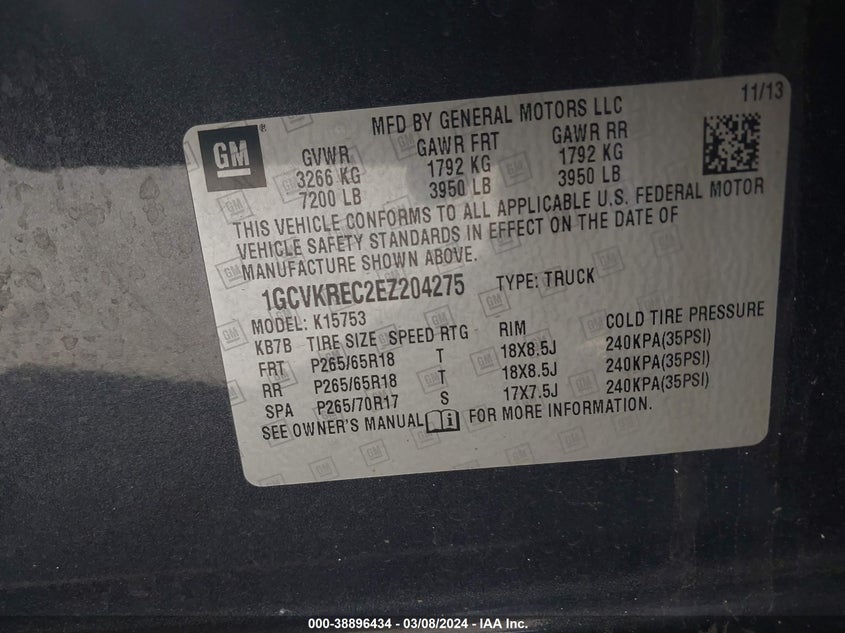 11/13
MFD BY GENERAL MOTORS LLC
GM ® GVWR GAWR FRT GAWR RR
3266 KG 1792 KG 1792 KG
7200 LB 3950 LB 3950 LB
THIS VEHICLE CONFORMS TO ALL APPLICABLE U.S. FEDERAL MOTOR
VEHICLE SAFETY STANDARDS IN EFFECT ON THE DATE OF
MANUFACTURE SHOWN ABOVE.
1GCVKREC2EZ204275 TYPE: TRUCK
MODEL: K15753
KB7B TIRE SIZE SPEED RTG RIM COLD TIRE PRESSURE
FRT P265/65R18 T 18X8.5J 240KPA(35PSI)
RR P265/65R18 T 18X8.5J 240KPA(35PSI)
SPA P265/70R17 S 17X7.5J 240KPA(35PSI)
SEE OWNER'S MANUAL FOR MORE INFORMATION.
000-38896434 - 03/08/2024 - IAA Inc.